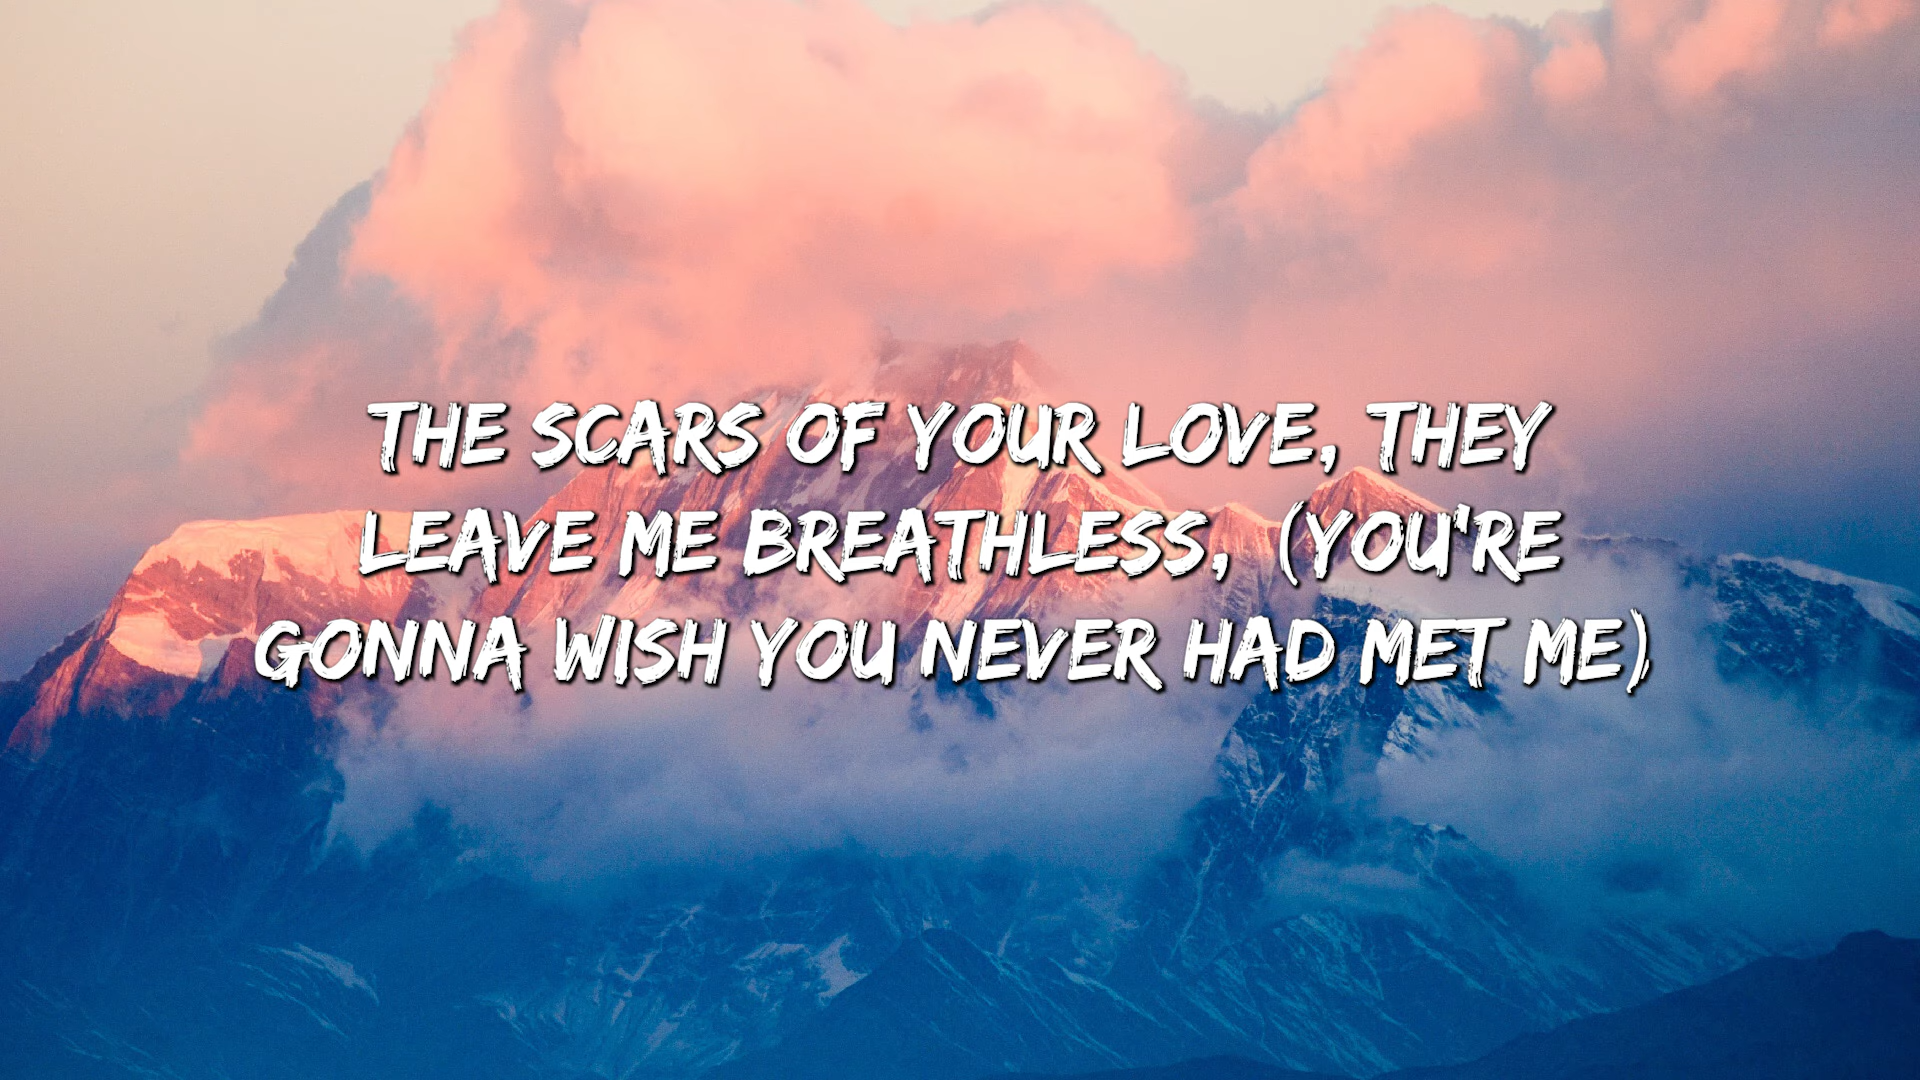 THE SCARS OF YOUR LOVE, THEY
LEAVE ME BREATHLESS, (YOU'RE
GONNA WISH YOU NEVER HAD MET ME)